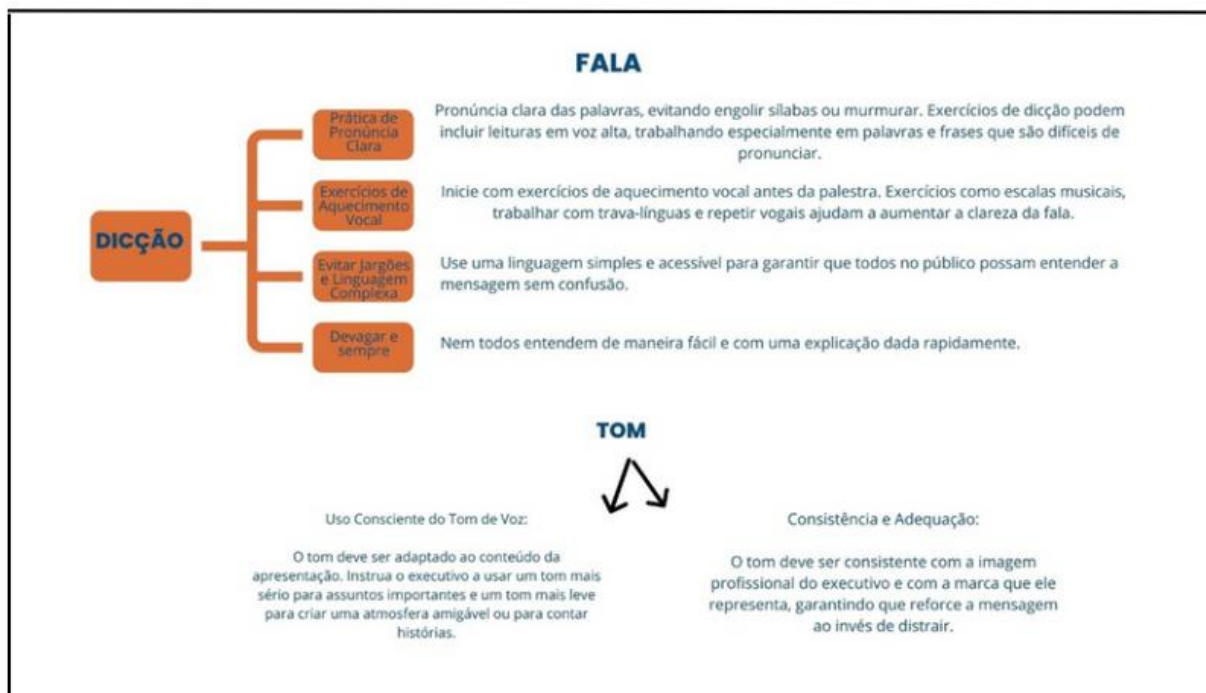 FALA
DICÇÃO
Prática de
Pronúncia
Clara
Pronúncia clara das palavras, evitando engolir sílabas ou murmurar. Exercícios de dicção podem
incluir leituras em voz alta, trabalhando especialmente em palavras e frases que são difíceis de
pronunciar.
Exercícios de
Aquecimento
Vocal
Inicie com exercícios de aquecimento vocal antes da palestra. Exercícios como escalas musicais,
trabalhar com trava-línguas e repetir vogais ajudam a aumentar a clareza da fala.
Evitar Jargões
e Linguagem
Complexa
Use uma linguagem simples e acessível para garantir que todos no público possam entender a
mensagem sem confusão.
Devagar e
sempre
Nem todos entendem de maneira fácil e com uma explicação dada rapidamente.
TOM
Uso Consciente do Tom de Voz:
O tom deve ser adaptado ao conteúdo da
apresentação. Instrua o executivo a usar um tom mais
sério para assuntos importantes e um tom mais leve
para criar uma atmosfera amigável ou para contar
histórias.
Consistência e Adequação:
O tom deve ser consistente com a imagem
profissional do executivo e com a marca que ele
representa, garantindo que reforce a mensagem
ao invés de distrair.